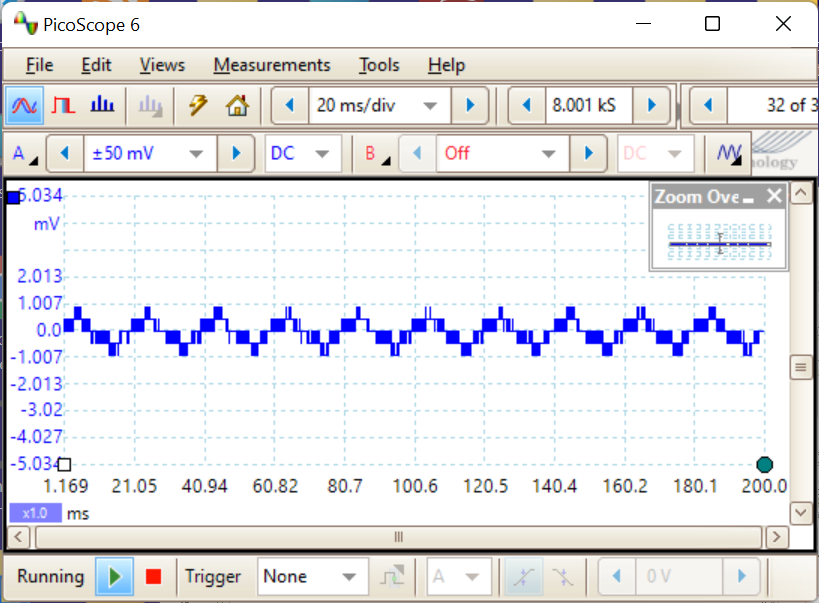 PicoScope 6
File Edit Views Measurements Tools Help
20 ms/div 8.001 kS 32 of 3
A ±50 mV DC B Off DC nology
5.034
mV
2.013
1.007
0.0
-1.007
-2.013
-3.02
-4.027
-5.034
Zoom Ove
1.169 21.05 40.94 60.82 80.7 100.6 120.5 140.4 160.2 180.1 200.0
x1.0 ms
Running Trigger None A 0 V